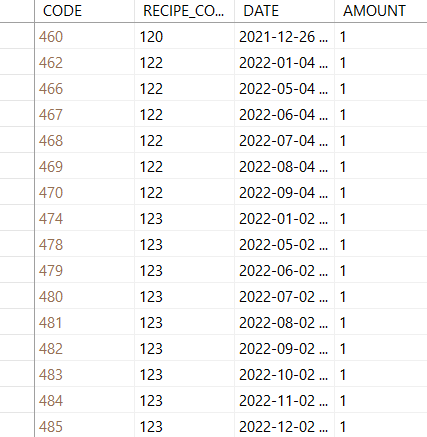 CODE RECIPE_CO... DATE AMOUNT
460 120 2021-12-26 ... 1
462 122 2022-01-04 ... 1
466 122 2022-05-04 ... 1
467 122 2022-06-04 ... 1
468 122 2022-07-04 ... 1
469 122 2022-08-04 ... 1
470 122 2022-09-04 ... 1
474 123 2022-01-02 ... 1
478 123 2022-05-02 ... 1
479 123 2022-06-02 ... 1
480 123 2022-07-02 ... 1
481 123 2022-08-02 ... 1
482 123 2022-09-02 ... 1
483 123 2022-10-02 ... 1
484 123 2022-11-02 ... 1
485 123 2022-12-02 ... 1